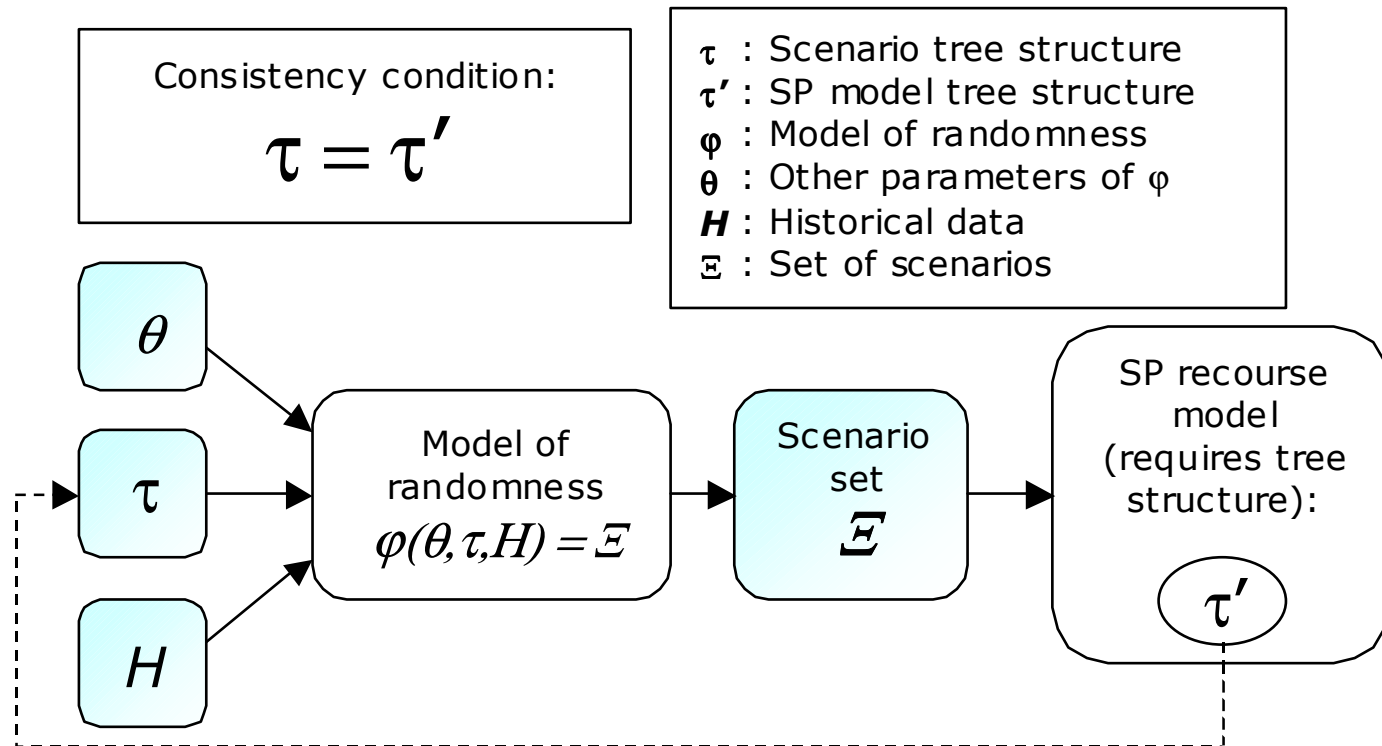 Consistency condition:
τ = τ′
τ : Scenario tree structure
τ′ : SP model tree structure
φ : Model of randomness
θ : Other parameters of φ
H : Historical data
Ξ : Set of scenarios
θ
τ
H
Model of
randomness
φ(θ,τ,H) = Ξ
Scenario
set
Ξ
SP recourse
model
(requires tree
structure):
τ′